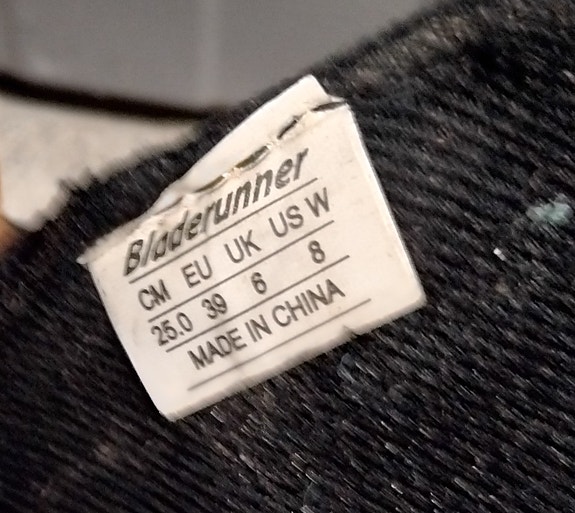 Bladerunner
CM EU UK US W
25.0 39 6 8
MADE IN CHINA